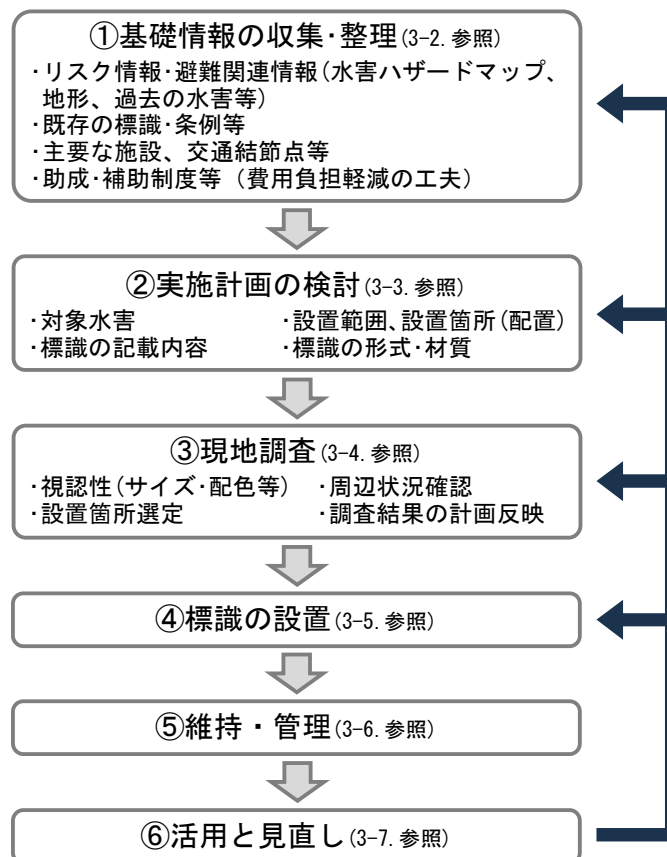 ①基礎情報の収集・整理(3-2. 参照)
・リスク情報・避難関連情報(水害ハザードマップ、
地形、過去の水害等)
・既存の標識・条例等
・主要な施設、交通結節点等
・助成・補助制度等 (費用負担軽減の工夫)
②実施計画の検討(3-3. 参照)
・対象水害 ・設置範囲、設置箇所(配置)
・標識の記載内容 ・標識の形式・材質
③現地調査(3-4. 参照)
・視認性(サイズ・配色等) ・周辺状況確認
・設置箇所選定 ・調査結果の計画反映
④標識の設置(3-5. 参照)
⑤維持・管理(3-6. 参照)
⑥活用と見直し(3-7. 参照)